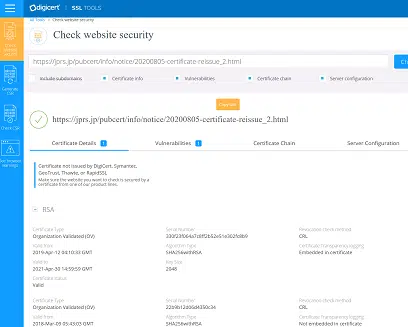 digicert | SSL TOOLS
All Tools > Check website security
Check website security
https://jprs.jp/pubcert/info/notice/20200805-certificate-reissue_2.html
Include subdomains Certificate info Vulnerabilities Certificate chain Server configuration
Generate CSR
Check CSR
https://jprs.jp/pubcert/info/notice/20200805-certificate-reissue_2.html
Certificate Details 1 Vulnerabilities 1 Certificate Chain Server Configuration
Certificate not issued by DigiCert, Symantec,
GeoTrust, Thawte, or RapidSSL
Make sure the website you want to check is secured by a
certificate from one of our product lines.
RSA
Certificate Type Serial number Revocation check method
Organization Validated (OV) CRL
Valid from Algorithm Type Certificate Transparency logging
2019-Apr-12 04:10:33 GMT SHA256withRSA Embedded in certificate
Valid to Key Size
2021-Apr-30 14:59:59 GMT 2048
Certificate status
Valid
Certificate Type Serial number Revocation check method
Organization Validated (OV) CRL
Valid from Algorithm Type Certificate Transparency logging
2018-Mar-09 05:43:03 GMT SHA256withRSA Not embedded in certificate